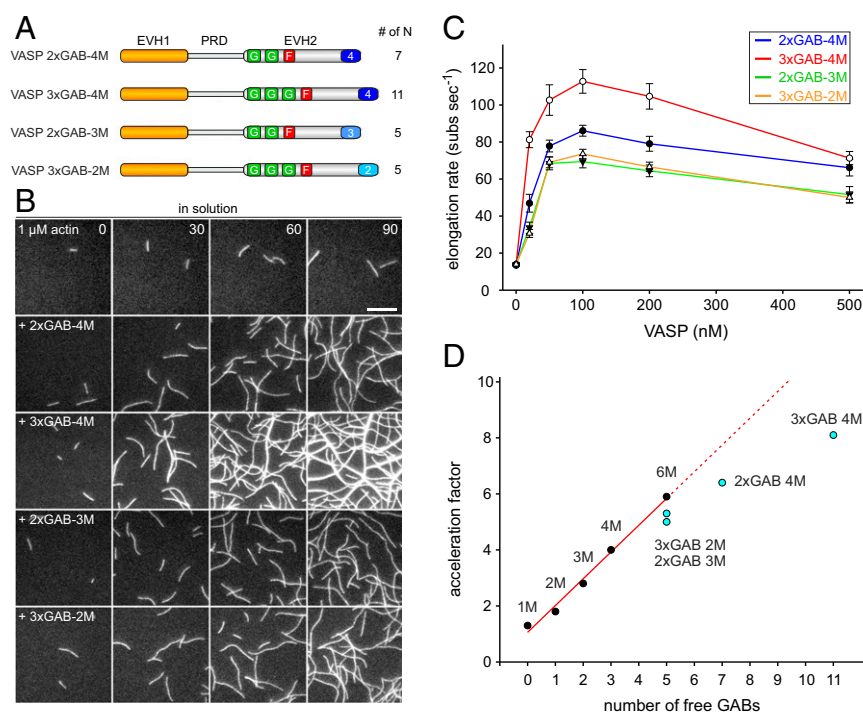 A
EVH1 PRD EVH2 # of N
VASP 2xGAB-4M G G F 4 7
VASP 3xGAB-4M G G G F 4 11
VASP 2xGAB-3M G G F 3 5
VASP 3xGAB-2M G G G F 2 5
B
in solution
1 µM actin 0 30 60 90
+ 2xGAB-4M
+ 3xGAB-4M
+ 2xGAB-3M
+ 3xGAB-2M
C
2xGAB-4M
3xGAB-4M
2xGAB-3M
3xGAB-2M
elongation rate (subs sec⁻¹)
120
100
80
60
40
20
0
0 100 200 300 400 500
VASP (nM)
D
acceleration factor
10
8
6
4
2
0
3xGAB 4M
6M
2xGAB 4M
4M
3xGAB 2M
2xGAB 3M
3M
2M
1M
0 1 2 3 4 5 7 9 11
number of free GABs